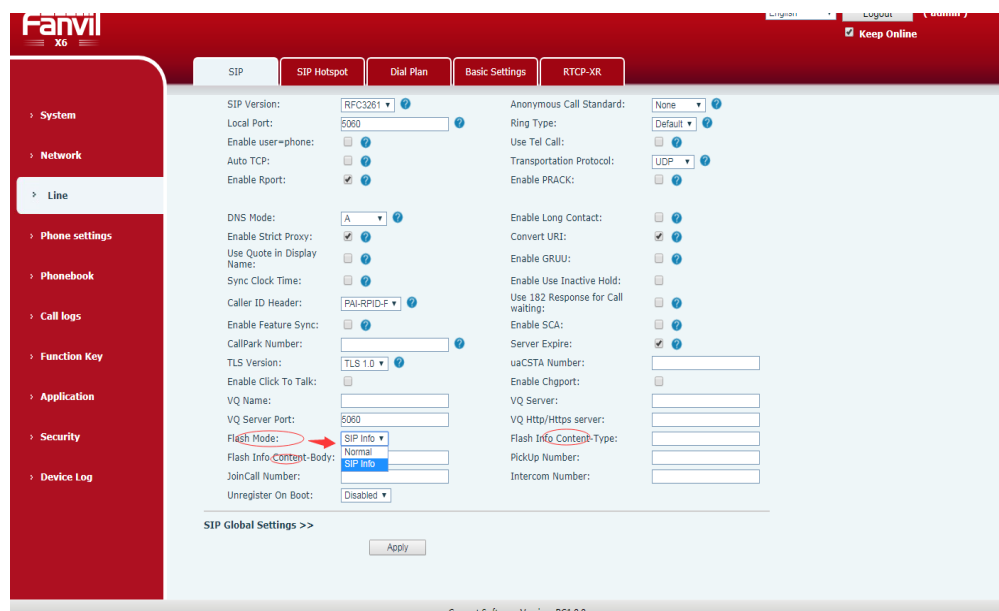 Fanvil
X6
English
Logout
( admin )
Keep Online
SIP
SIP Hotspot
Dial Plan
Basic Settings
RTCP-XR
› System
› Network
› Line
› Phone settings
› Phonebook
› Call logs
› Function Key
› Application
› Security
› Device Log
SIP Version: RFC3261 Anonymous Call Standard: None
Local Port: 5060 Ring Type: Default
Enable user=phone: Use Tel Call:
Auto TCP: Transportation Protocol: UDP
Enable Rport: Enable PRACK:
DNS Mode: A Enable Long Contact:
Enable Strict Proxy: Convert URI:
Use Quote in Display
Name:
Enable GRUU:
Sync Clock Time: Enable Use Inactive Hold:
Caller ID Header: PAI-RPID-F
Use 182 Response for Call
waiting:
Enable Feature Sync: Enable SCA:
CallPark Number: Server Expire:
TLS Version: TLS 1.0 uaCSTA Number:
Enable Click To Talk: Enable Chgport:
VQ Name: VQ Server:
VQ Server Port: 5060 VQ Http/Https server:
Flash Mode: SIP Info Flash Info Content-Type:
Normal
SIP Info
Flash Info Content-Body: PickUp Number:
JoinCall Number: Intercom Number:
Unregister On Boot: Disabled
SIP Global Settings >>
Apply